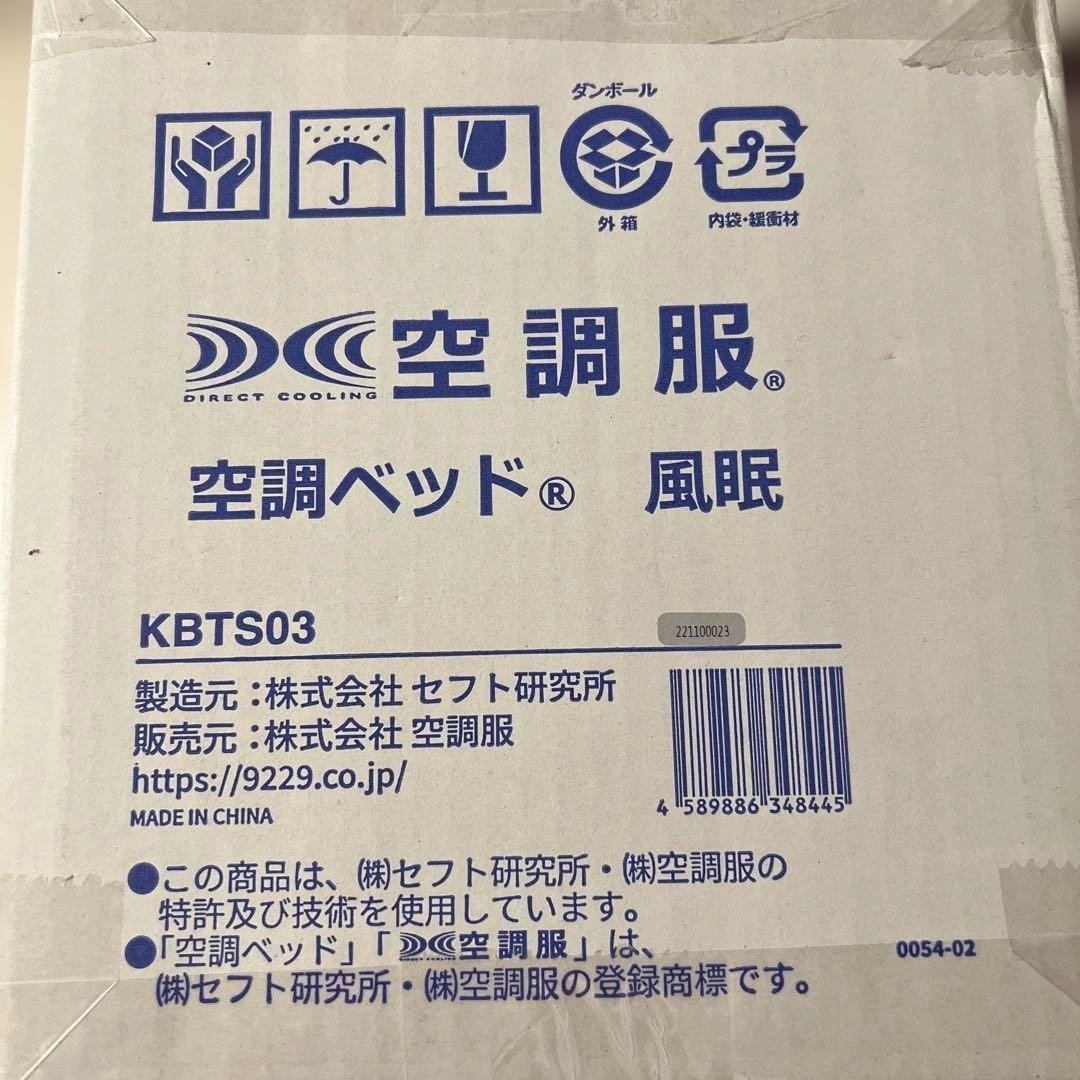 ダンボール
プラ
外箱
内袋・緩衝材
空調服®
DIRECT COOLING
空調ベッド® 風眠
KBTS03
221100023
製造元：株式会社 セフト研究所
販売元：株式会社 空調服
https://9229.co.jp/
MADE IN CHINA
4 589886 348445
●この商品は、㈱セフト研究所・㈱空調服の
特許及び技術を使用しています。
●「空調ベッド」「DIRECT COOLING 空調服」は、
㈱セフト研究所・㈱空調服の登録商標です。
0054-02